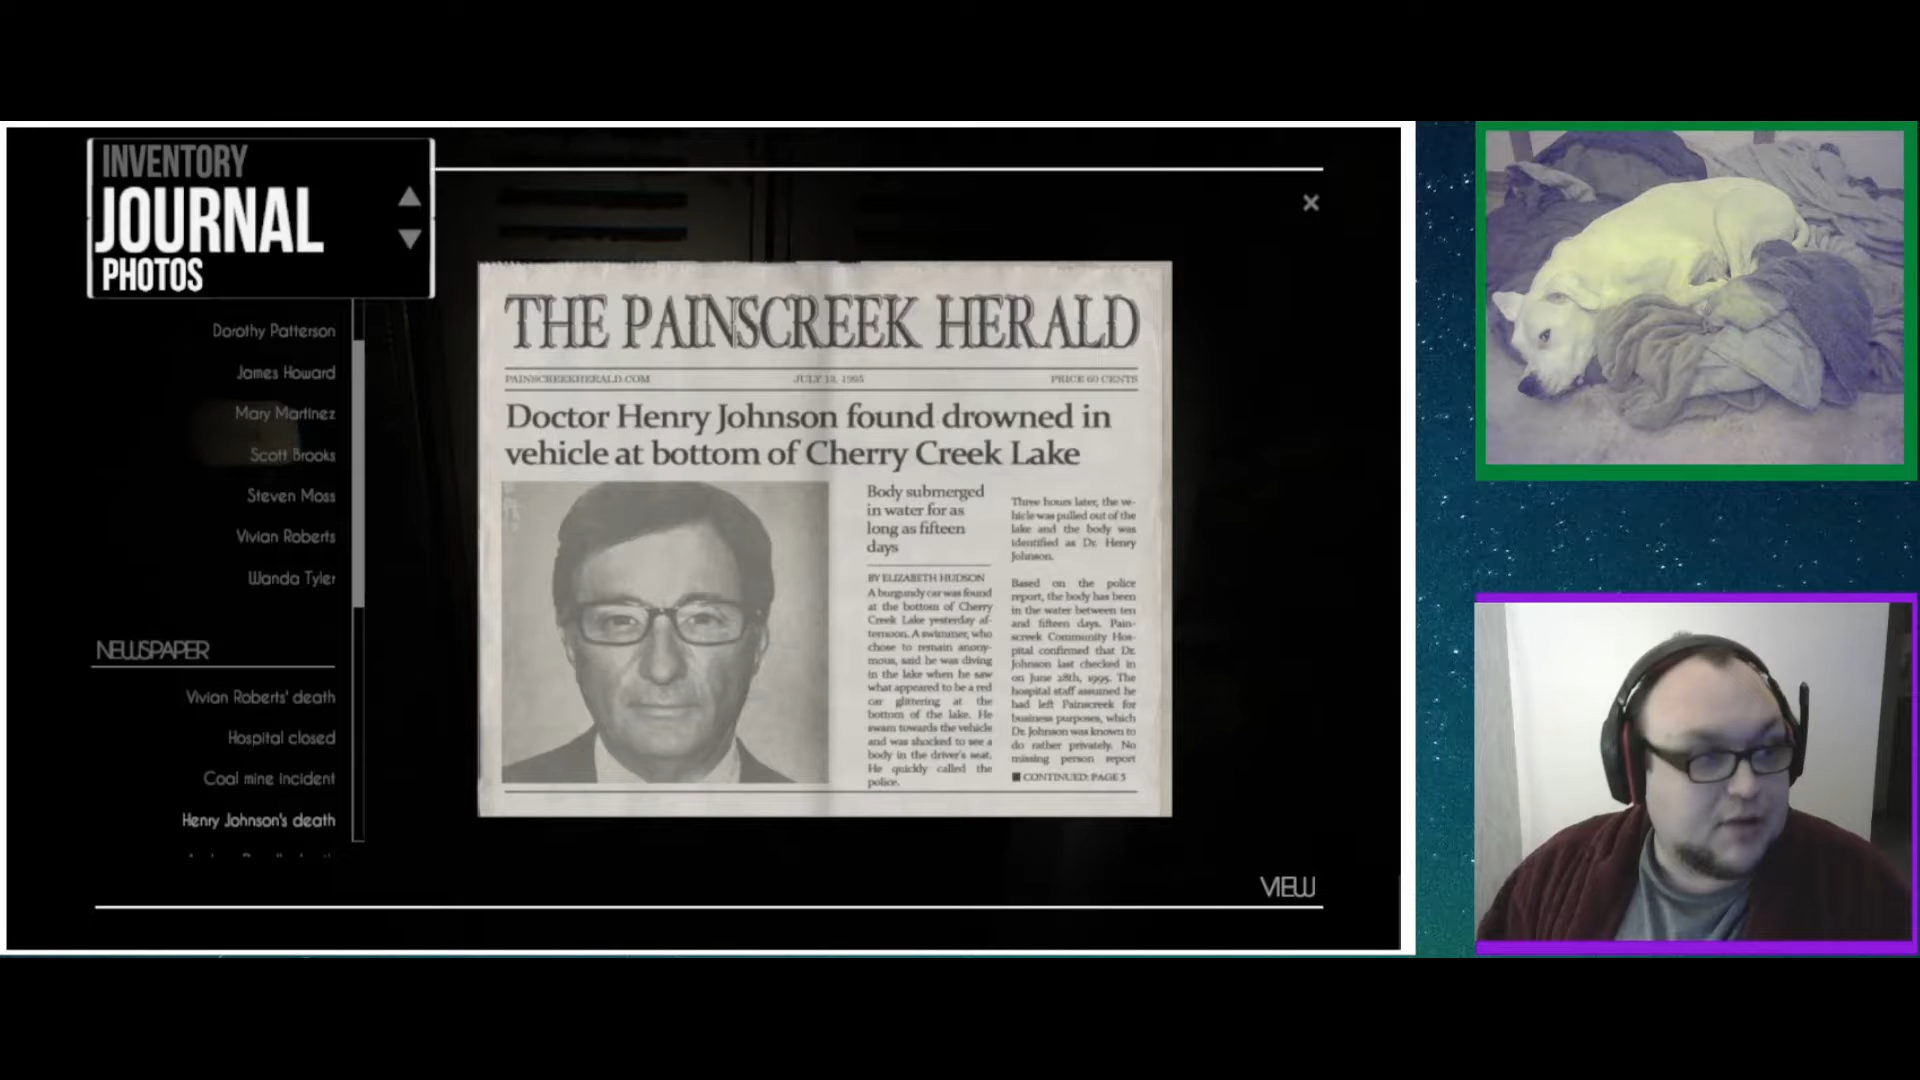 INVENTORY
JOURNAL
PHOTOS
Dorothy Patterson
James Howard
Mary Martinez
Scott Brooks
Steven Moss
Vivian Roberts
Wanda Tyler
NEWSPAPER
Vivian Roberts' death
Hospital closed
Coal mine incident
Henry Johnson's death
THE PAINSCREEK HERALD
PAINSCREEKHERALD.COM JULY 13, 1995 PRICE 60 CENTS
Doctor Henry Johnson found drowned in
vehicle at bottom of Cherry Creek Lake
Body submerged
in water for as
long as fifteen
days
BY ELIZABETH HUDSON
A burgundy car was found
at the bottom of Cherry
Creek Lake yesterday af-
ternoon. A swimmer, who
chose to remain anony-
mous, said he was diving
in the lake when he saw
what appeared to be a red
car glittering at the
bottom of the lake. He
swam towards the vehicle
and was shocked to see a
body in the driver's seat.
He quickly called the
police.
Three hours later, the ve-
hicle was pulled out of the
lake and the body was
identified as Dr. Henry
Johnson.
Based on the police
report, the body has been
in the water between ten
and fifteen days. Pain-
screek Community Hos-
pital confirmed that Dr.
Johnson last checked in
on June 28th, 1995. The
hospital staff assumed he
had left Painscreek for
business purposes, which
Dr. Johnson was known to
do rather privately. No
missing person report
CONTINUED: PAGE 5
VIEW